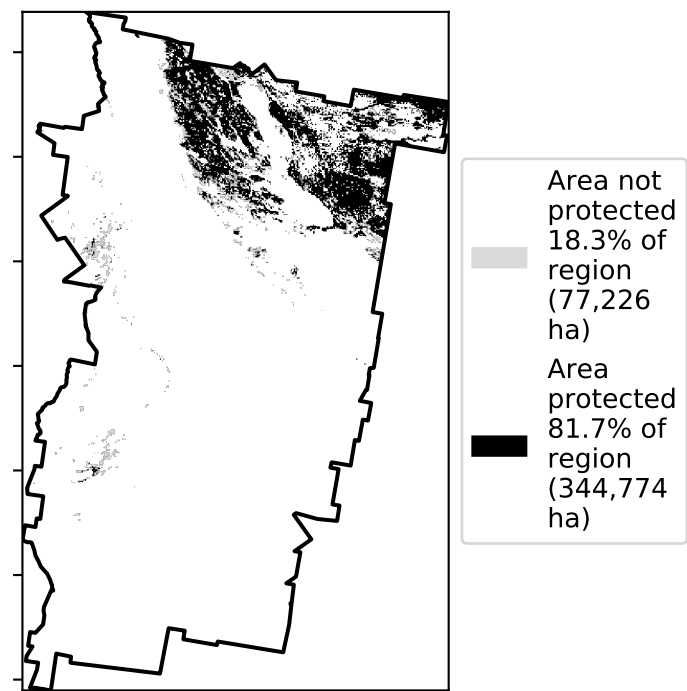 Area not
protected
18.3% of
region
(77,226
ha)
Area
protected
81.7% of
region
(344,774
ha)